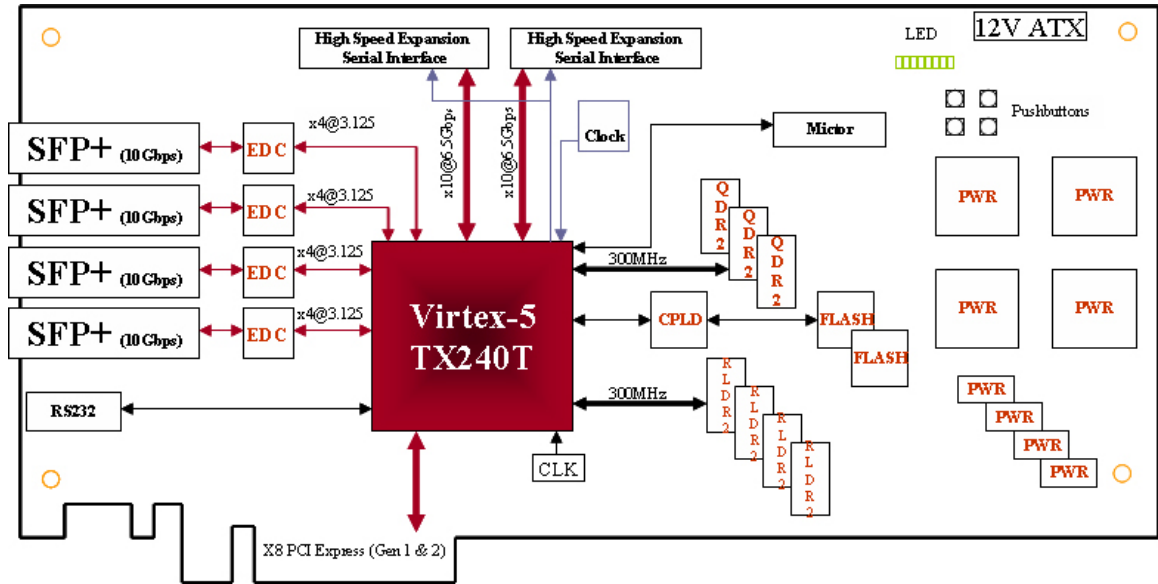 High Speed Expansion
Serial Interface
High Speed Expansion
Serial Interface
LED
12V ATX
x10@6.5Gbps
x10@6.5Gbps
Clock
Mictor
Pushbuttons
SFP+ (10 Gbps)
EDC
x4@3.125
SFP+ (10 Gbps)
EDC
x4@3.125
SFP+ (10 Gbps)
EDC
x4@3.125
SFP+ (10 Gbps)
EDC
x4@3.125
Virtex-5
TX240T
300MHz
QDR2
QDR2
QDR2
PWR
PWR
PWR
PWR
CPLD
FLASH
FLASH
RS232
300MHz
RLDR2
RLDR2
RLDR2
RLDR2
PWR
PWR
PWR
PWR
CLK
X8 PCI Express (Gen 1 & 2)